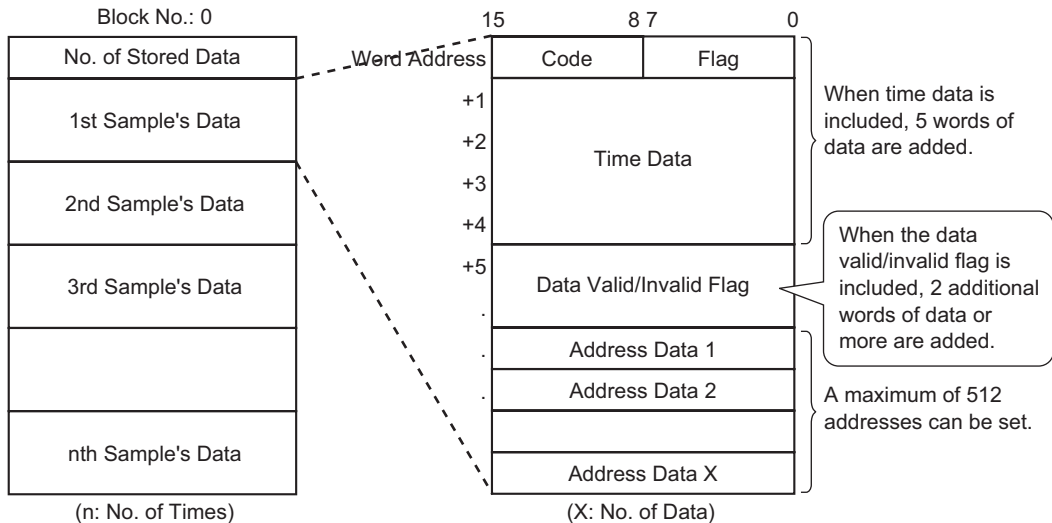 Block No.: 0
No. of Stored Data
1st Sample's Data
2nd Sample's Data
3rd Sample's Data
nth Sample's Data
(n: No. of Times)
15 8 7 0
Word Address
Code Flag
+1
+2
+3
+4
Time Data
+5
Data Valid/Invalid Flag
.
.
.
Address Data 1
Address Data 2
Address Data X
(X: No. of Data)
When time data is
included, 5 words of
data are added.
When the data
valid/invalid flag is
included, 2 additional
words of data or
more are added.
A maximum of 512
addresses can be set.